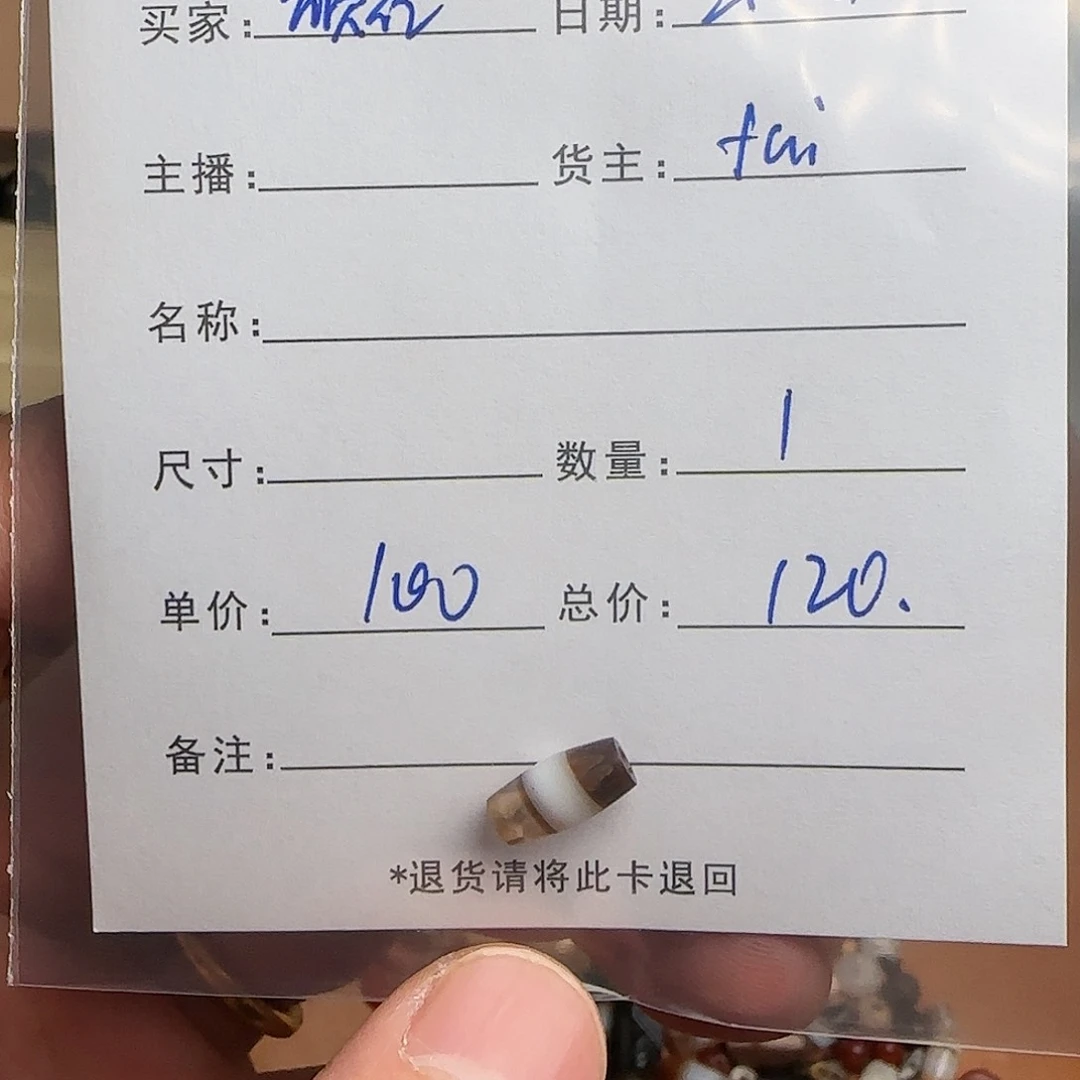 买家: 日期:
主播: 货主: fai
名称:
尺寸: 数量: 1
单价: 100 总价: 120.
备注:
*退货请将此卡退回